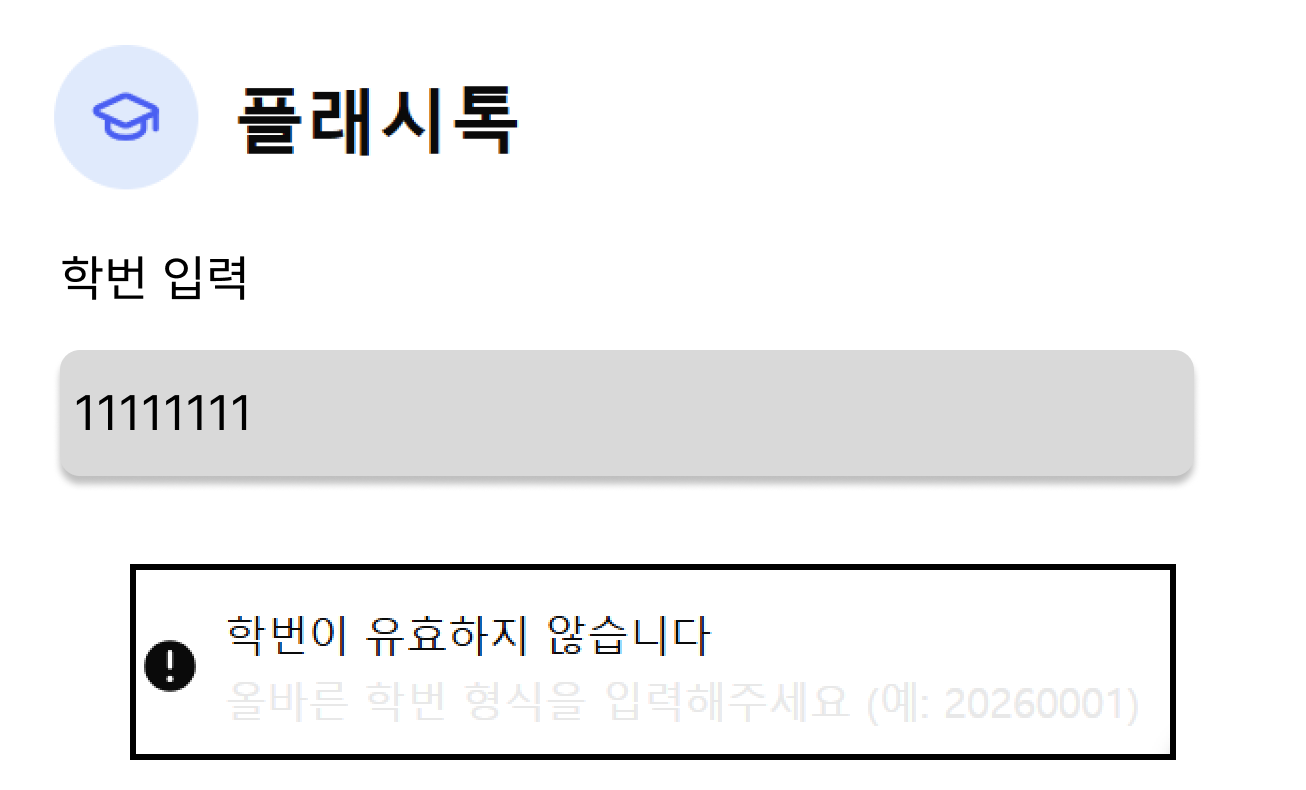 플래시톡
학번 입력
11111111
학번이 유효하지 않습니다
올바른 학번 형식을 입력해주세요 (예: 20260001)